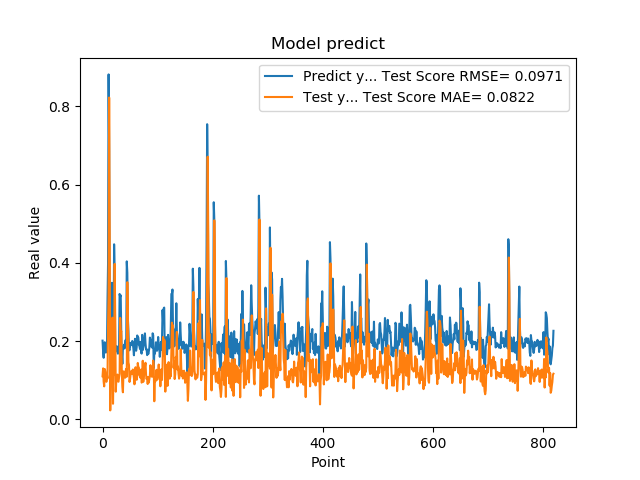 Model predict
Predict y... Test Score RMSE= 0.0971
Test y... Test Score MAE= 0.0822
Real value
0.8
0.6
0.4
0.2
0.0
0 200 400 600 800
Point